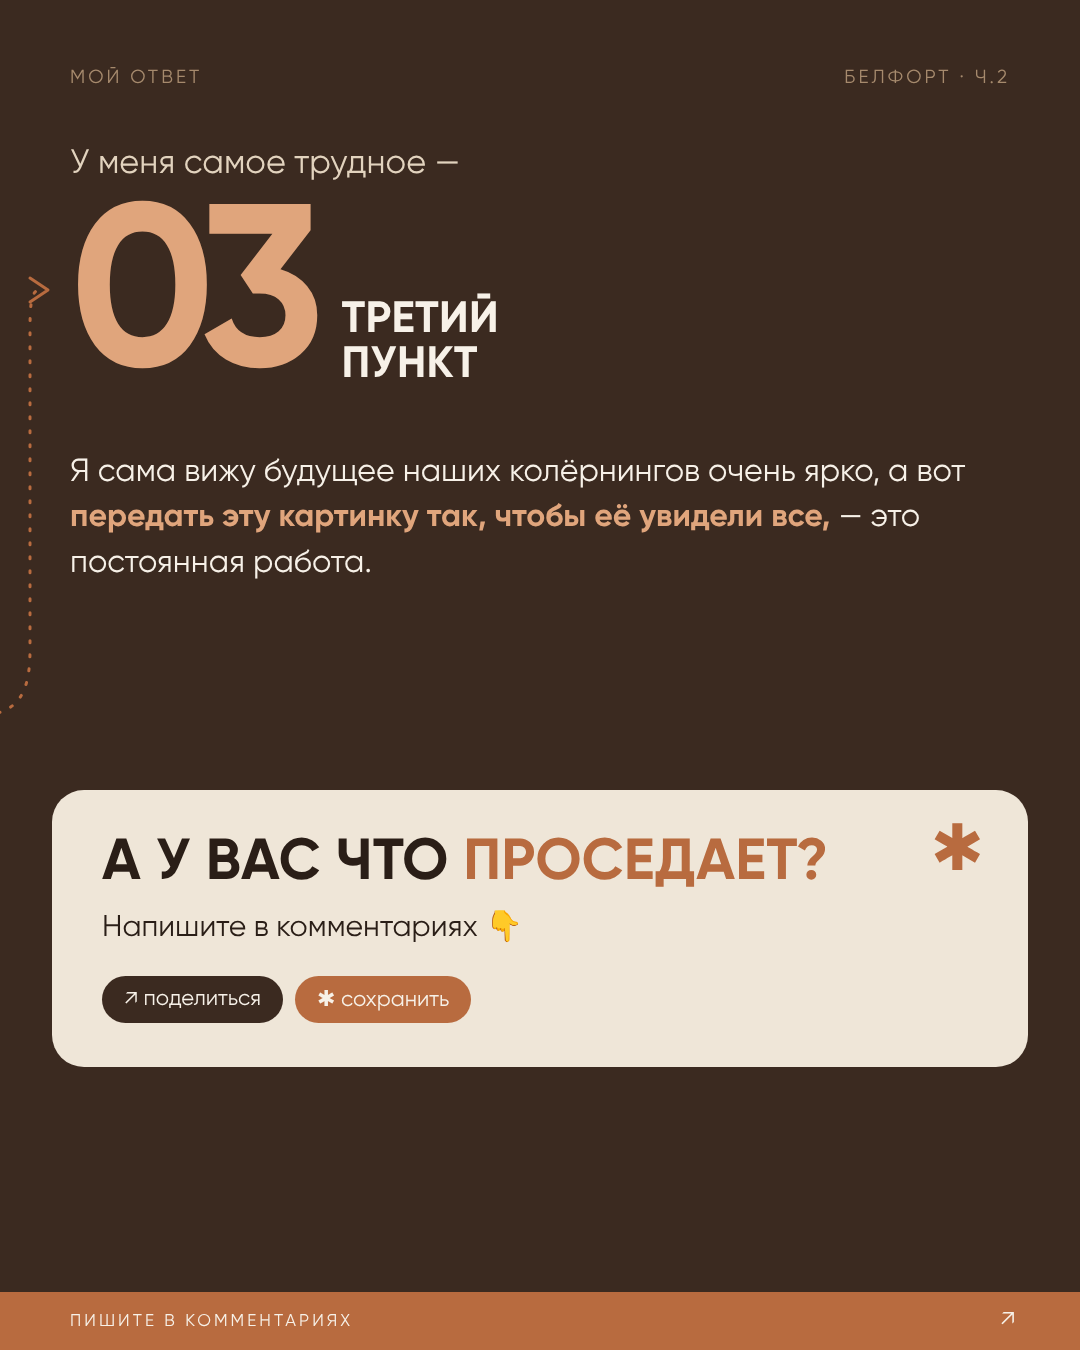 МОЙ ОТВЕТ
БЕЛФОРТ · Ч.2
У меня самое трудное —
03
ТРЕТИЙ
ПУНКТ
Я сама вижу будущее наших колёрнингов очень ярко, а вот
передать эту картинку так, чтобы её увидели все, — это
постоянная работа.
А У ВАС ЧТО ПРОСЕДАЕТ?
Напишите в комментариях 👇
↗ поделиться
✱ сохранить
ПИШИТЕ В КОММЕНТАРИЯХ